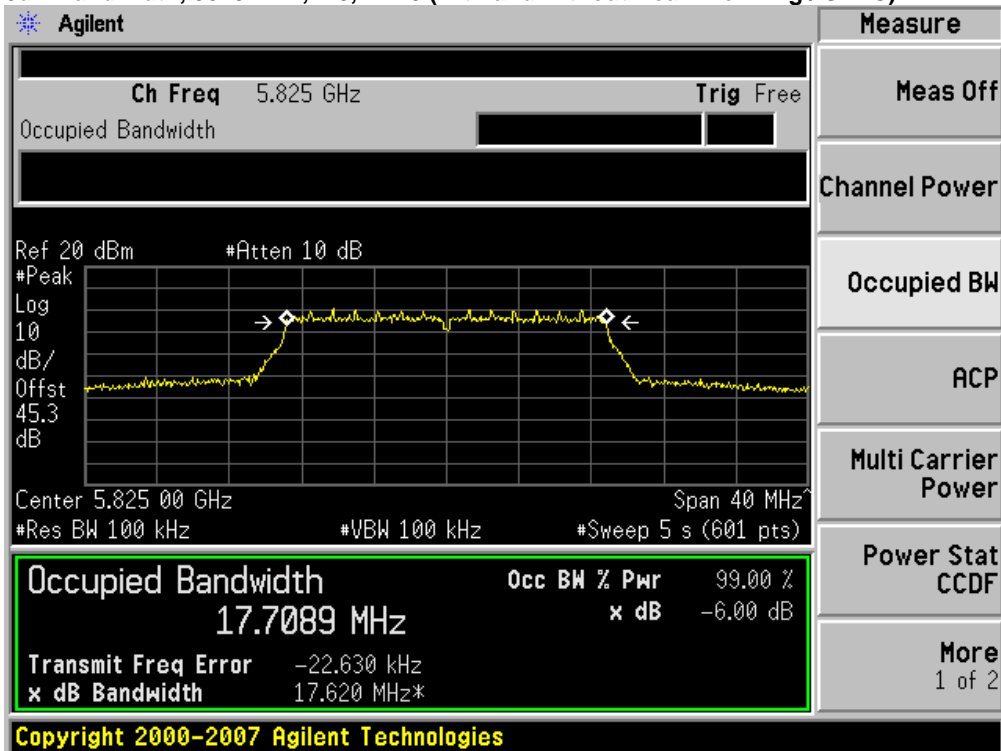 Agilent
Measure
Ch Freq 5.825 GHz Trig Free
Occupied Bandwidth
Meas Off
Channel Power
Occupied BW
ACP
Multi Carrier
Power
Power Stat
CCDF
More
1 of 2
Ref 20 dBm #Atten 10 dB
#Peak
Log
10
dB/
Offst
45.3
dB
Center 5.825 00 GHz Span 40 MHz^
#Res BW 100 kHz #VBW 100 kHz #Sweep 5 s (601 pts)
Occupied Bandwidth Occ BW % Pwr 99.00 %
17.7089 MHz x dB -6.00 dB
Transmit Freq Error -22.630 kHz
x dB Bandwidth 17.620 MHz*
Copyright 2000-2007 Agilent Technologies